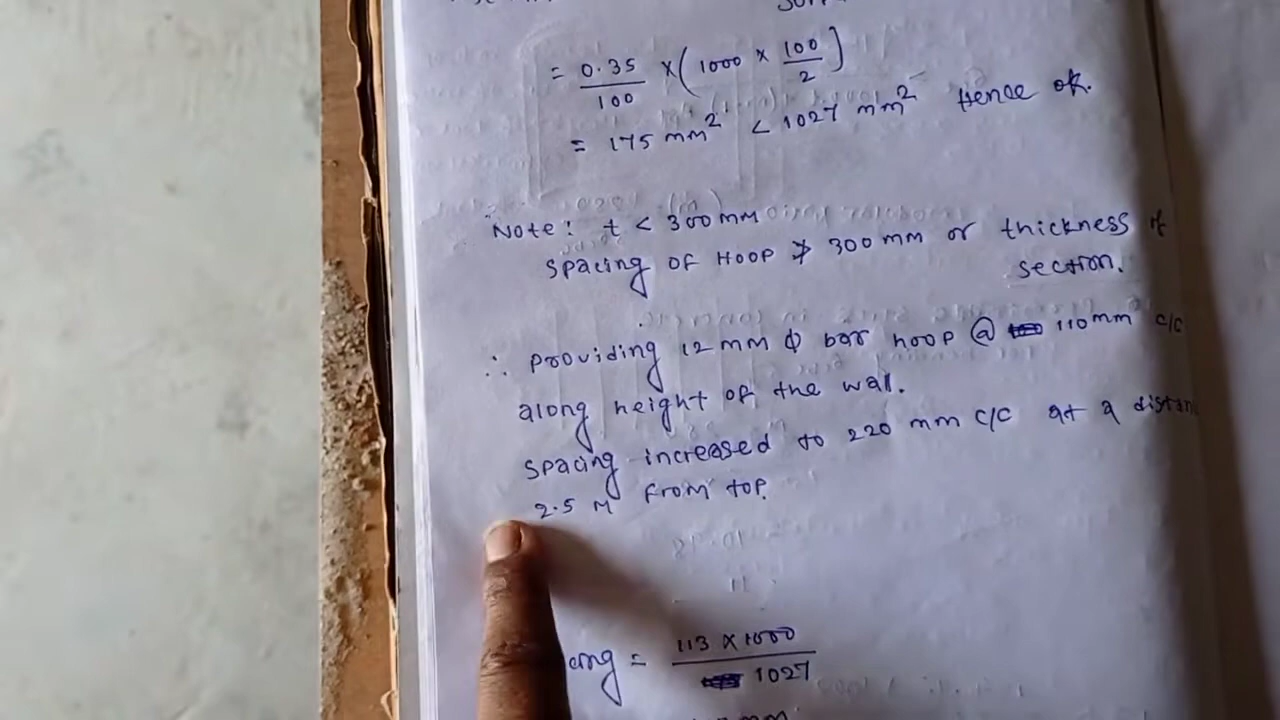 = 0.35/100 × (1000 × 100/2)
= 175 mm² < 1027 mm² Hence ok.
Note: t < 300 mm
spacing of Hoop ≯ 300 mm or thickness of
section.
∴ providing 12 mm ϕ bar hoop @ 110 mm c/c
along height of the wall.
spacing increased to 220 mm c/c at a distan
2.5 M from top.
cing = 113 × 1000 / 1027
mm